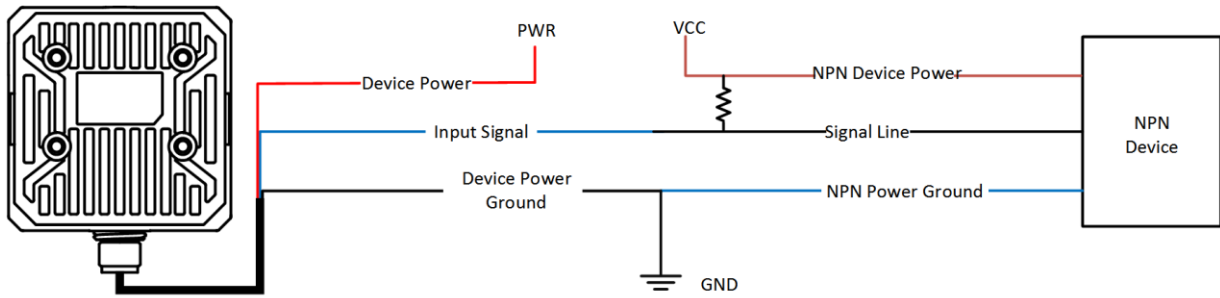 PWR
VCC
Device Power
NPN Device Power
Input Signal
Signal Line
NPN
Device
Device Power
Ground
NPN Power Ground
GND